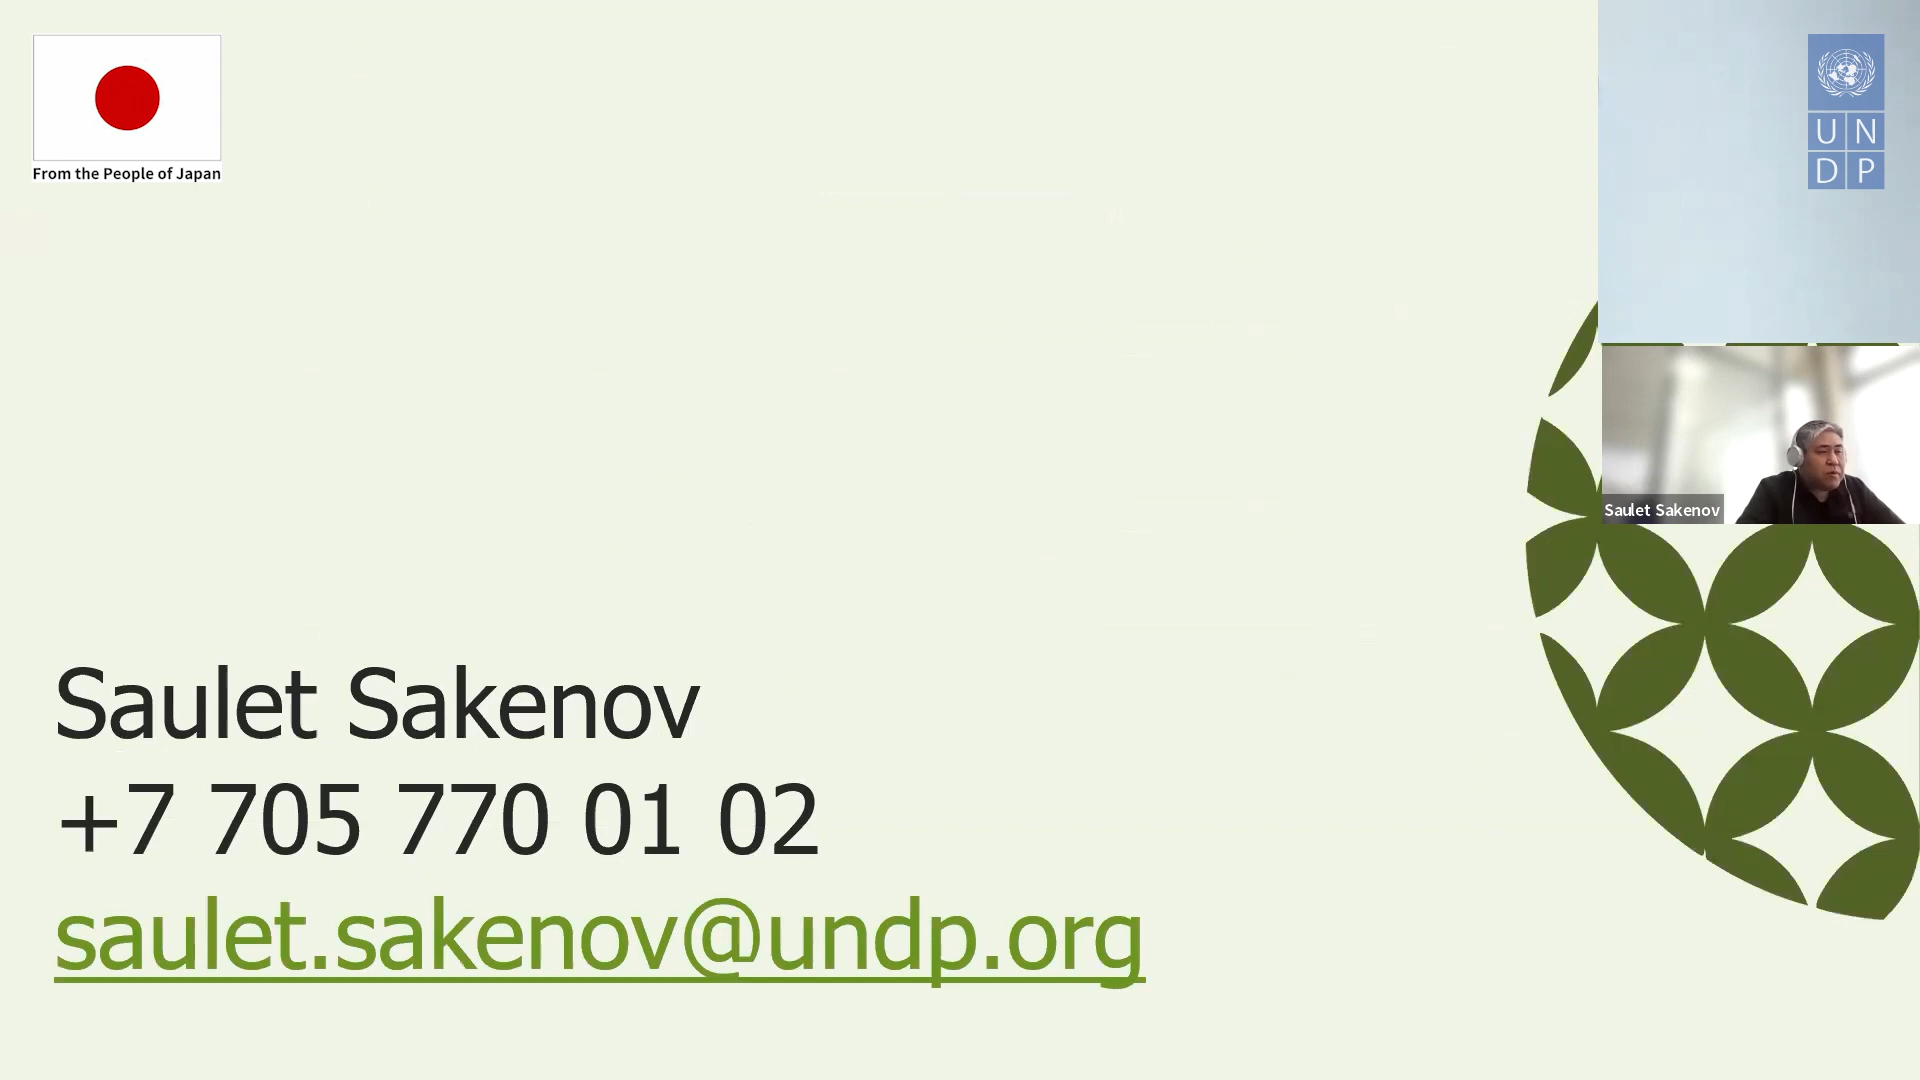 From the People of Japan
U N
D P
Saulet Sakenov
Saulet Sakenov
+7 705 770 01 02
saulet.sakenov@undp.org